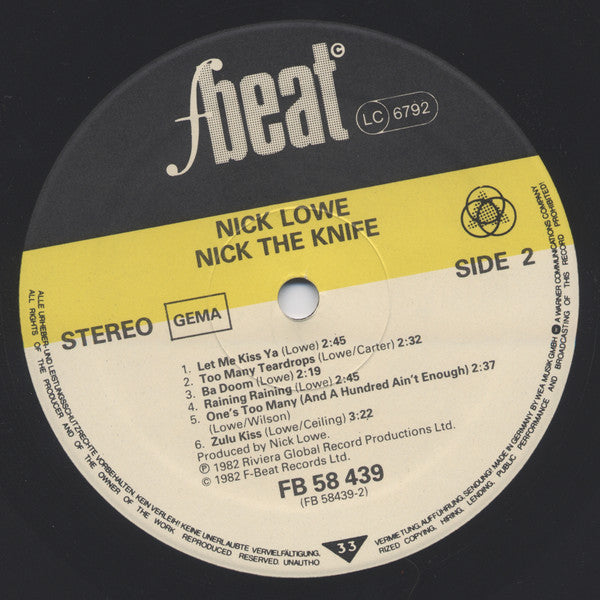 fbeat ©
LC 6792
NICK LOWE
NICK THE KNIFE
STEREO
GEMA
SIDE 2
1. Let Me Kiss Ya (Lowe) 2:45
2. Too Many Teardrops (Lowe/Carter) 2:32
3. Ba Doom (Lowe) 2:19
4. Raining Raining (Lowe) 2:45
5. One's Too Many (And A Hundred Ain't Enough) 2:37
(Lowe/Wilson)
6. Zulu Kiss (Lowe/Ceiling) 3:22
Produced by Nick Lowe.
℗ 1982 Riviera Global Record Productions Ltd.
© 1982 F-Beat Records Ltd.
FB 58 439
(FB 58439-2)
33
ALLE URHEBER- UND LEISTUNGSSCHUTZRECHTE VORBEHALTEN. KEIN VERLEIH! KEINE UNERLAUBTE VERVIELFÄLTIGUNG,
VERMIETUNG, AUFFÜHRUNG, SENDUNG! MADE IN GERMANY BY WEA MUSIK GMBH A WARNER COMMUNICATIONS COMPANY
ALL RIGHTS OF THE PRODUCER AND OF THE OWNER OF THE WORK REPRODUCED RESERVED. UNAUTHO
RIZED COPYING, HIRING, LENDING, PUBLIC PERFORMANCE AND BROADCASTING OF THIS RECORD PROHIBITED!